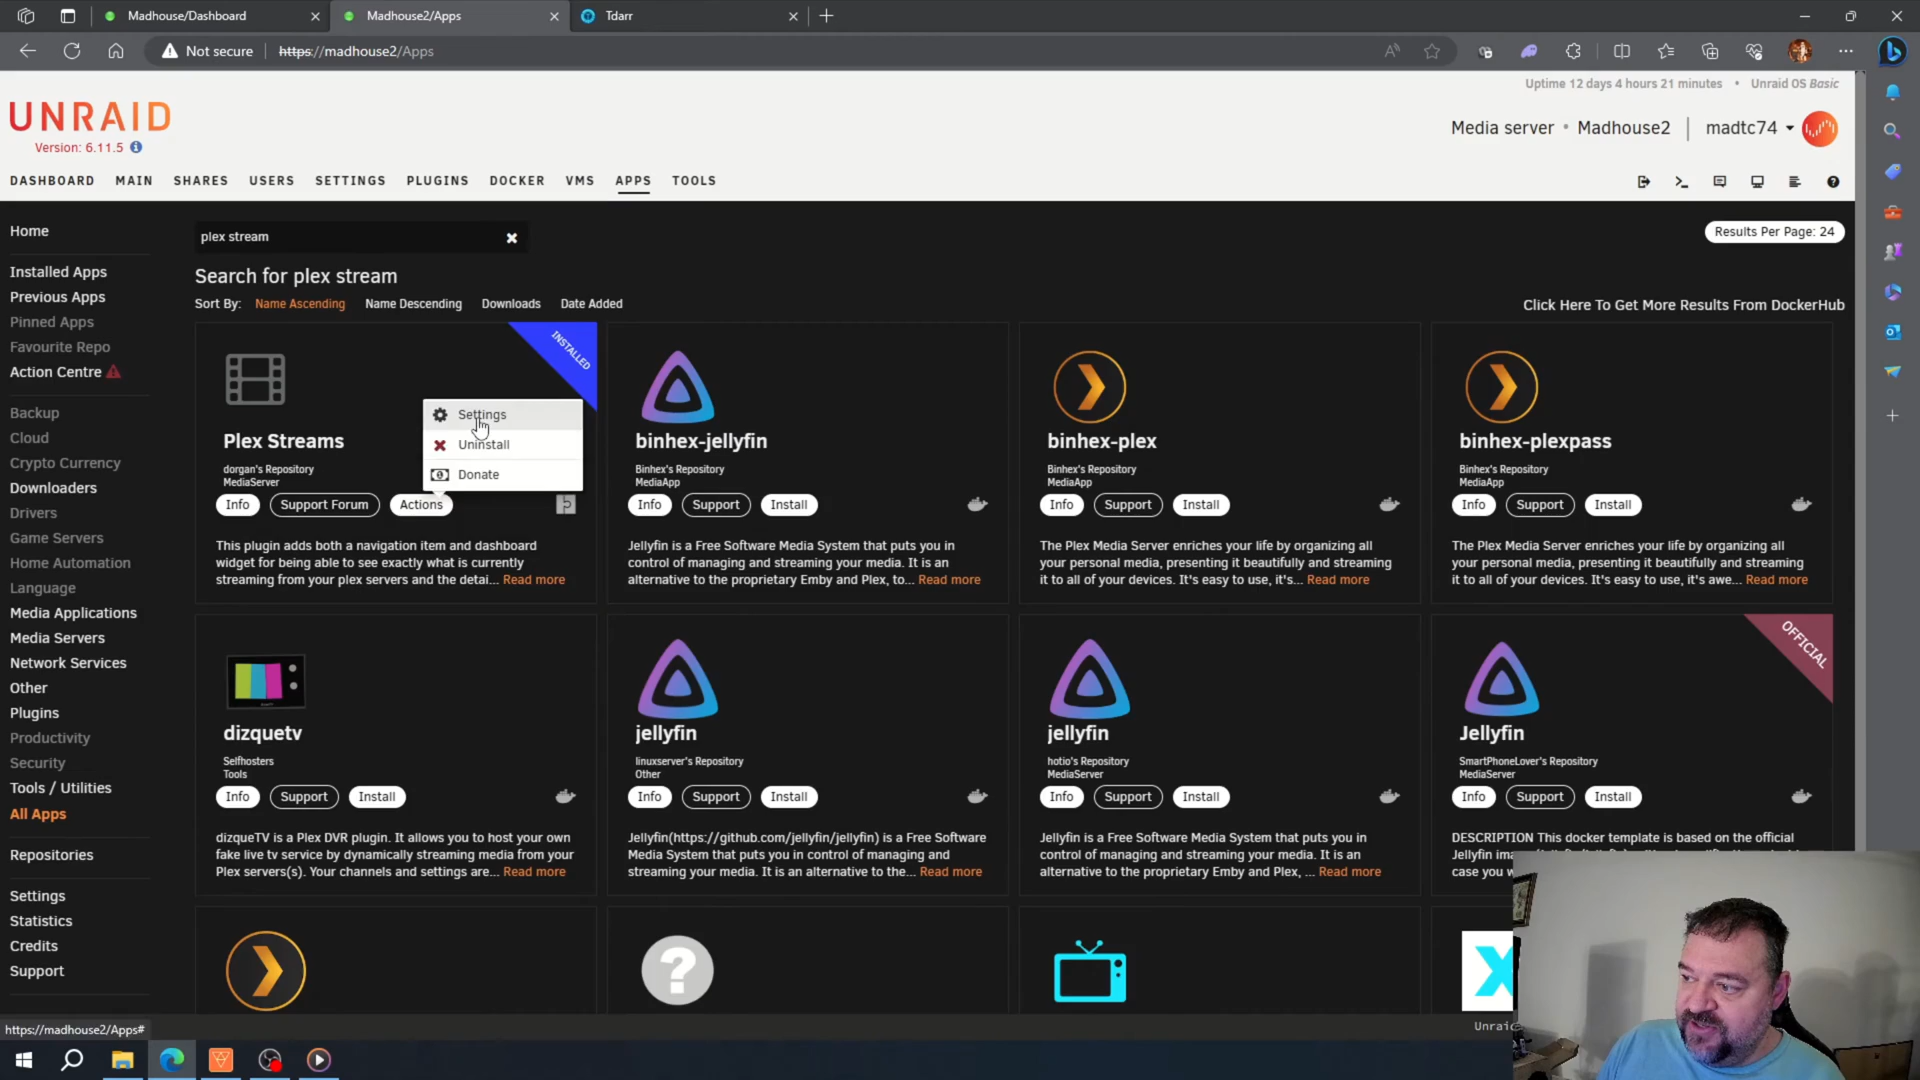 Madhouse/Dashboard
Madhouse2/Apps
Tdarr
Not secure
https://madhouse2/Apps
Uptime 12 days 4 hours 21 minutes • Unraid OS Basic
UNRAID
Version: 6.11.5
Media server • Madhouse2
madtc74
DASHBOARD MAIN SHARES USERS SETTINGS PLUGINS DOCKER VMS APPS TOOLS
Home
Installed Apps
Previous Apps
Pinned Apps
Favourite Repo
Action Centre
Backup
Cloud
Crypto Currency
Downloaders
Drivers
Game Servers
Home Automation
Language
Media Applications
Media Servers
Network Services
Other
Plugins
Productivity
Security
Tools / Utilities
All Apps
Repositories
Settings
Statistics
Credits
Support
plex stream
Results Per Page: 24
Search for plex stream
Sort By: Name Ascending Name Descending Downloads Date Added
Click Here To Get More Results From DockerHub
INSTALLED
Plex Streams
dorgan's Repository
MediaServer
Settings
Uninstall
Donate
Info Support Forum Actions
This plugin adds both a navigation item and dashboard
widget for being able to see exactly what is currently
streaming from your plex servers and the detai... Read more
binhex-jellyfin
Binhex's Repository
MediaApp
Info Support Install
Jellyfin is a Free Software Media System that puts you in
control of managing and streaming your media. It is an
alternative to the proprietary Emby and Plex, to... Read more
binhex-plex
Binhex's Repository
MediaApp
Info Support Install
The Plex Media Server enriches your life by organizing all
your personal media, presenting it beautifully and streaming
it to all of your devices. It's easy to use, it's... Read more
binhex-plexpass
Binhex's Repository
MediaApp
Info Support Install
The Plex Media Server enriches your life by organizing all
your personal media, presenting it beautifully and streaming
it to all of your devices. It's easy to use, it's awe... Read more
dizquetv
Selfhosters
Tools
Info Support Install
dizqueTV is a Plex DVR plugin. It allows you to host your own
fake live tv service by dynamically streaming media from your
Plex servers(s). Your channels and settings are... Read more
jellyfin
linuxserver's Repository
Other
Info Support Install
Jellyfin(https://github.com/jellyfin/jellyfin) is a Free Software
Media System that puts you in control of managing and
streaming your media. It is an alternative to the... Read more
jellyfin
hotio's Repository
MediaServer
Info Support Install
Jellyfin is a Free Software Media System that puts you in
control of managing and streaming your media. It is an
alternative to the proprietary Emby and Plex, ... Read more
OFFICIAL
Jellyfin
SmartPhoneLover's Repository
MediaServer
Info Support Install
DESCRIPTION This docker template is based on the official
Jellyfin
case you
https://madhouse2/Apps#